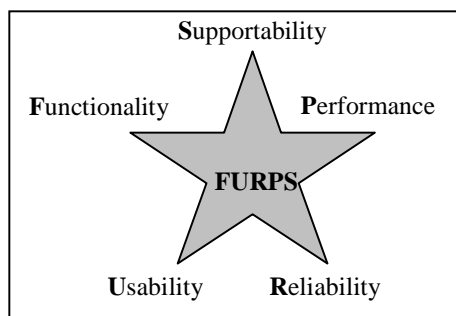 Supportability
Functionality
Performance
FURPS
Usability
Reliability